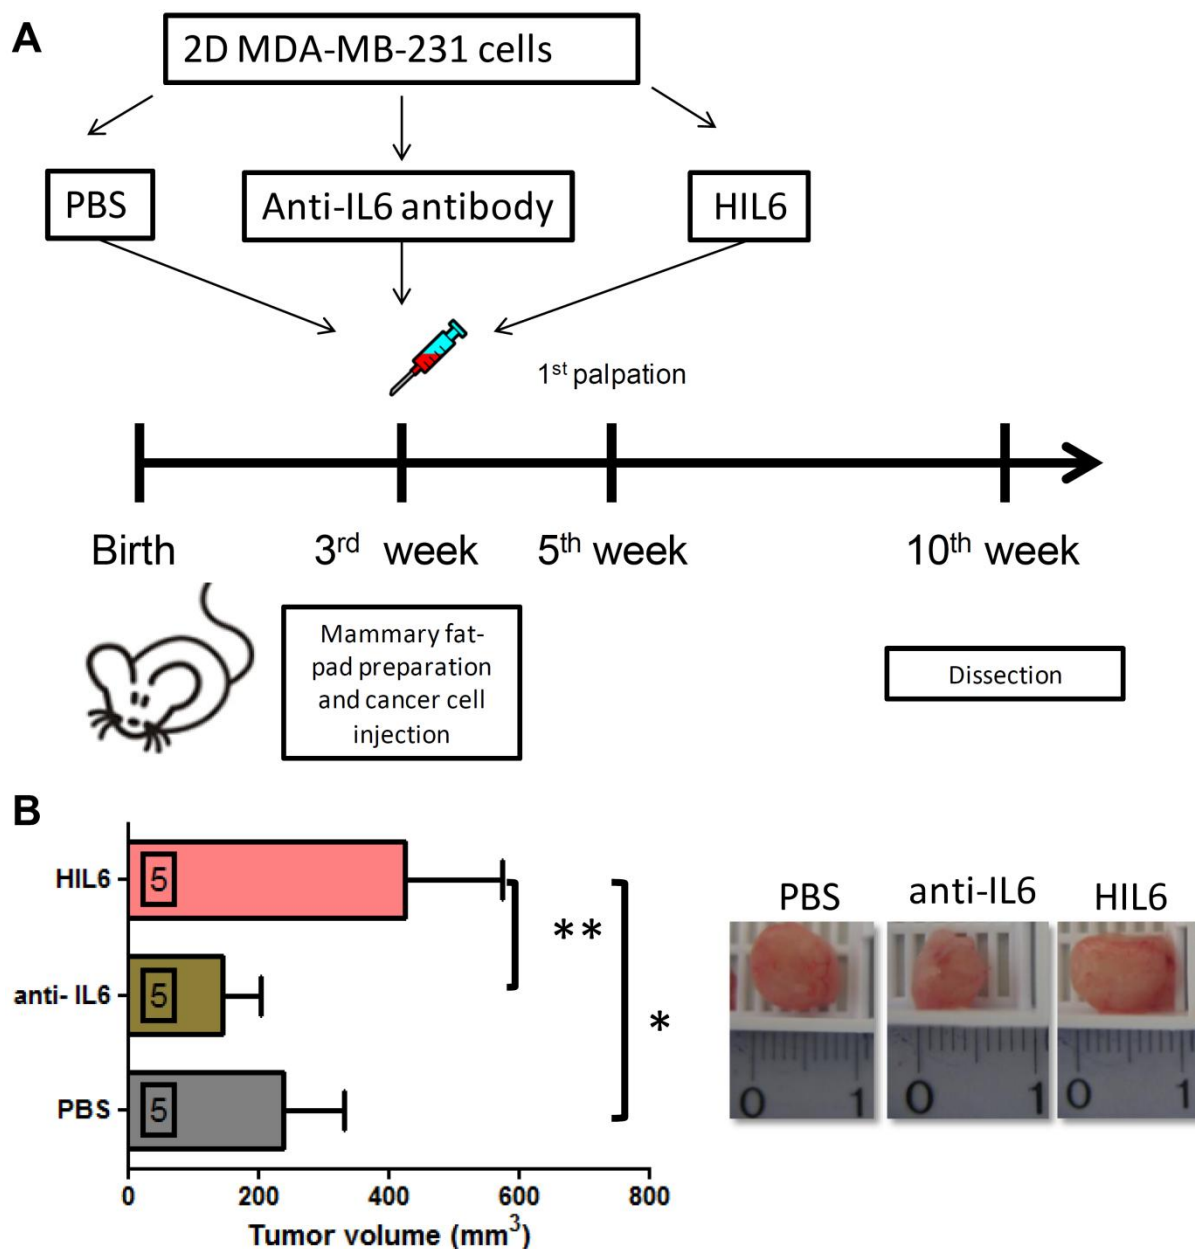 A
2D MDA-MB-231 cells
PBS
Anti-IL6 antibody
HIL6
1st palpation
Birth
3rd week
5th week
10th week
Mammary fat-
pad preparation
and cancer cell
injection
Dissection
B
HIL6
5
anti- IL6
5
PBS
5
**
*
0 200 400 600 800
Tumor volume (mm3)
PBS
anti-IL6
HIL6
0 1
0 1
0 1